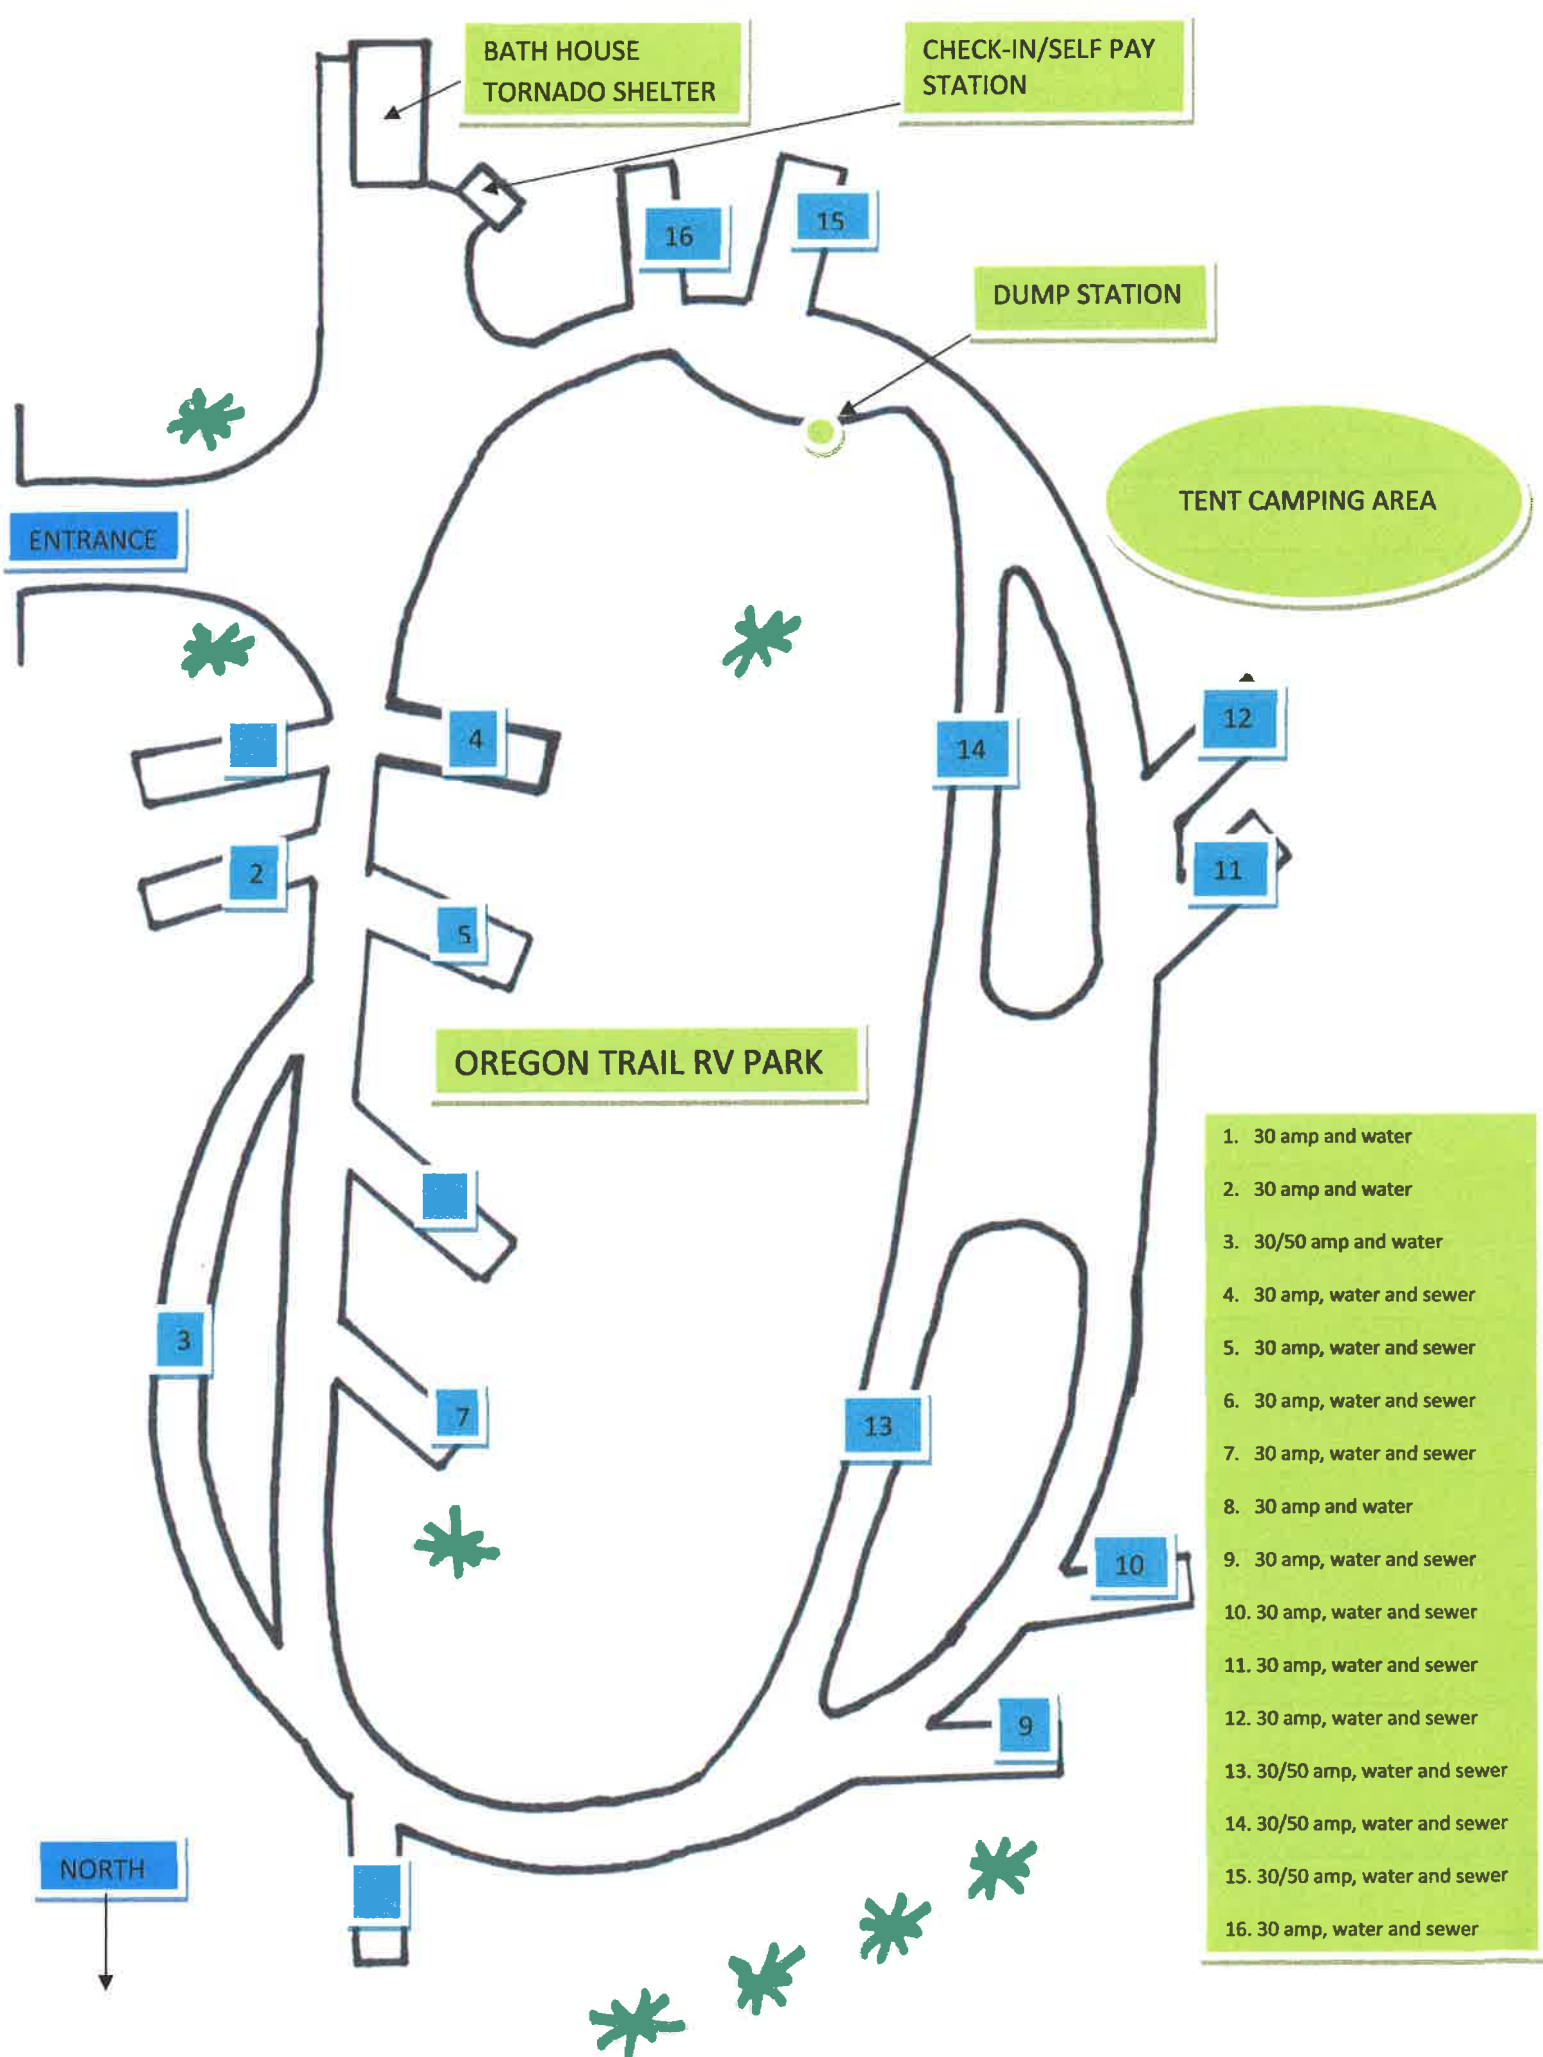 BATH HOUSE
TORNADO SHELTER
CHECK-IN/SELF PAY
STATION
16
15
DUMP STATION
TENT CAMPING AREA
ENTRANCE
4
14
12
2
5
11
OREGON TRAIL RV PARK
3
7
13
10
9
NORTH
1. 30 amp and water
2. 30 amp and water
3. 30/50 amp and water
4. 30 amp, water and sewer
5. 30 amp, water and sewer
6. 30 amp, water and sewer
7. 30 amp, water and sewer
8. 30 amp and water
9. 30 amp, water and sewer
10. 30 amp, water and sewer
11. 30 amp, water and sewer
12. 30 amp, water and sewer
13. 30/50 amp, water and sewer
14. 30/50 amp, water and sewer
15. 30/50 amp, water and sewer
16. 30 amp, water and sewer